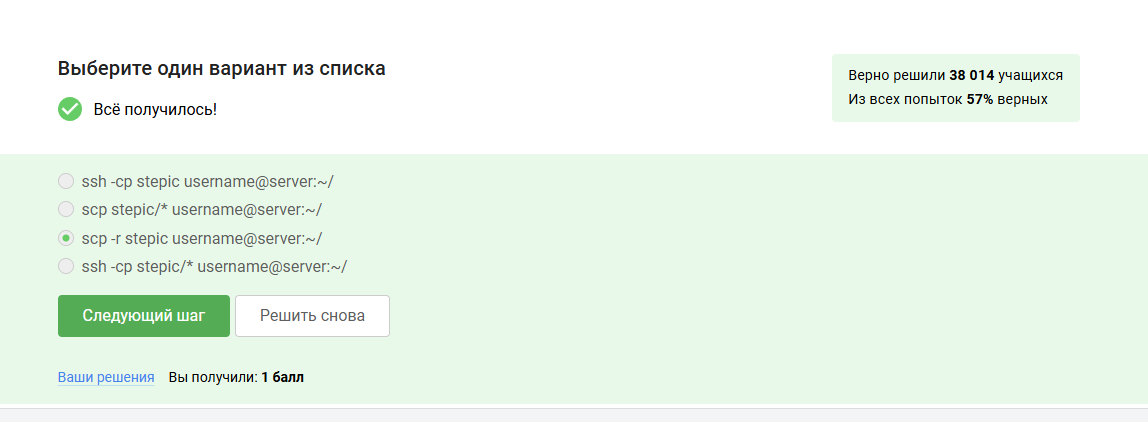 Выберите один вариант из списка
Всё получилось!
Верно решили 38 014 учащихся
Из всех попыток 57% верных
ssh -cp stepic username@server:~/
scp stepic/* username@server:~/
scp -r stepic username@server:~/
ssh -cp stepic/* username@server:~/
Следующий шаг
Решить снова
Ваши решения Вы получили: 1 балл